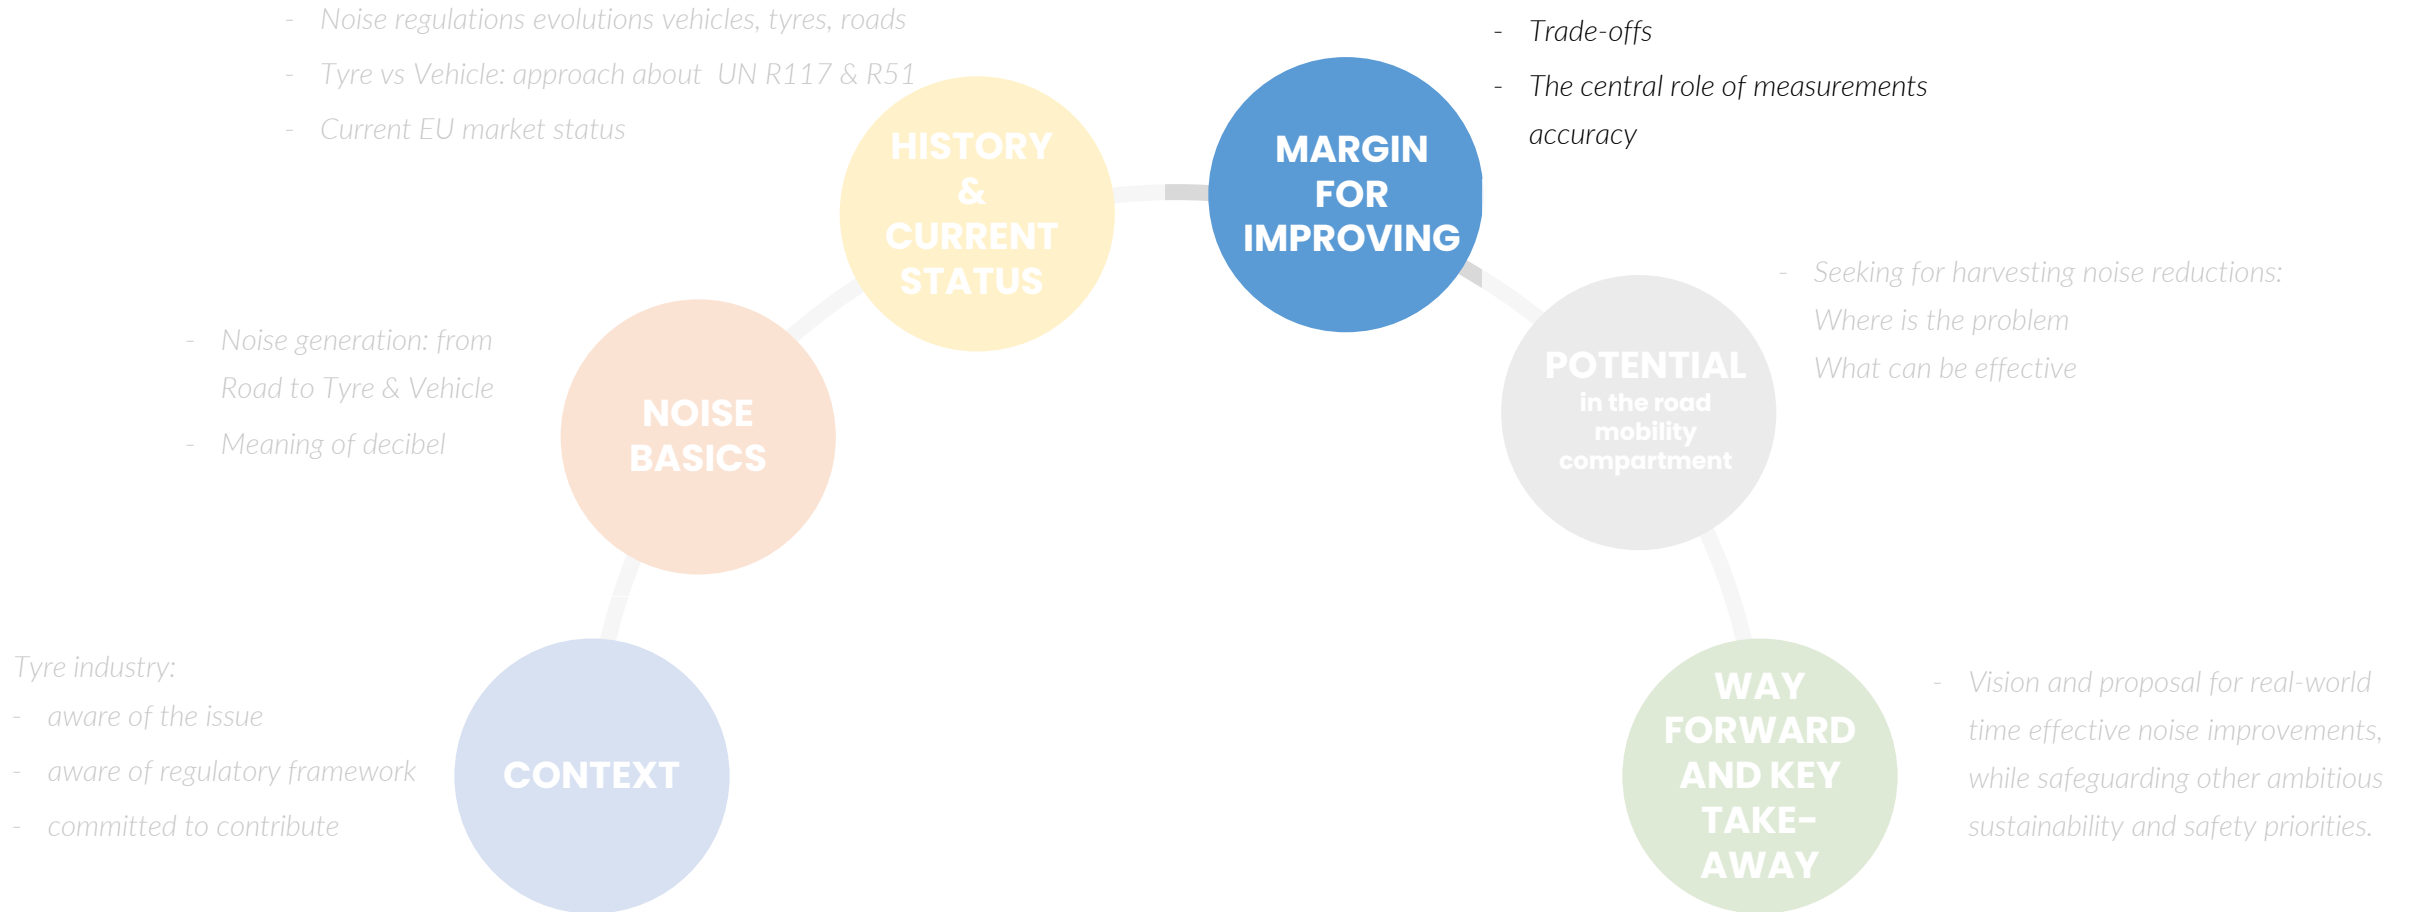 - Noise regulations evolutions vehicles, tyres, roads
- Tyre vs Vehicle: approach about  UN R117 & R51
- Current EU market status
HISTORY
&
CURRENT
STATUS
MARGIN
FOR
IMPROVING
- Trade-offs
- The central role of measurements
accuracy
- Noise generation: from
Road to Tyre & Vehicle
- Meaning of decibel
NOISE
BASICS
POTENTIAL
in the road
mobility
compartment
- Seeking for harvesting noise reductions:
Where is the problem
What can be effective
Tyre industry:
- aware of the issue
- aware of regulatory framework
- committed to contribute
CONTEXT
WAY
FORWARD
AND KEY
TAKE-
AWAY
- Vision and proposal for real-world
time effective noise improvements,
while safeguarding other ambitious
sustainability and safety priorities.